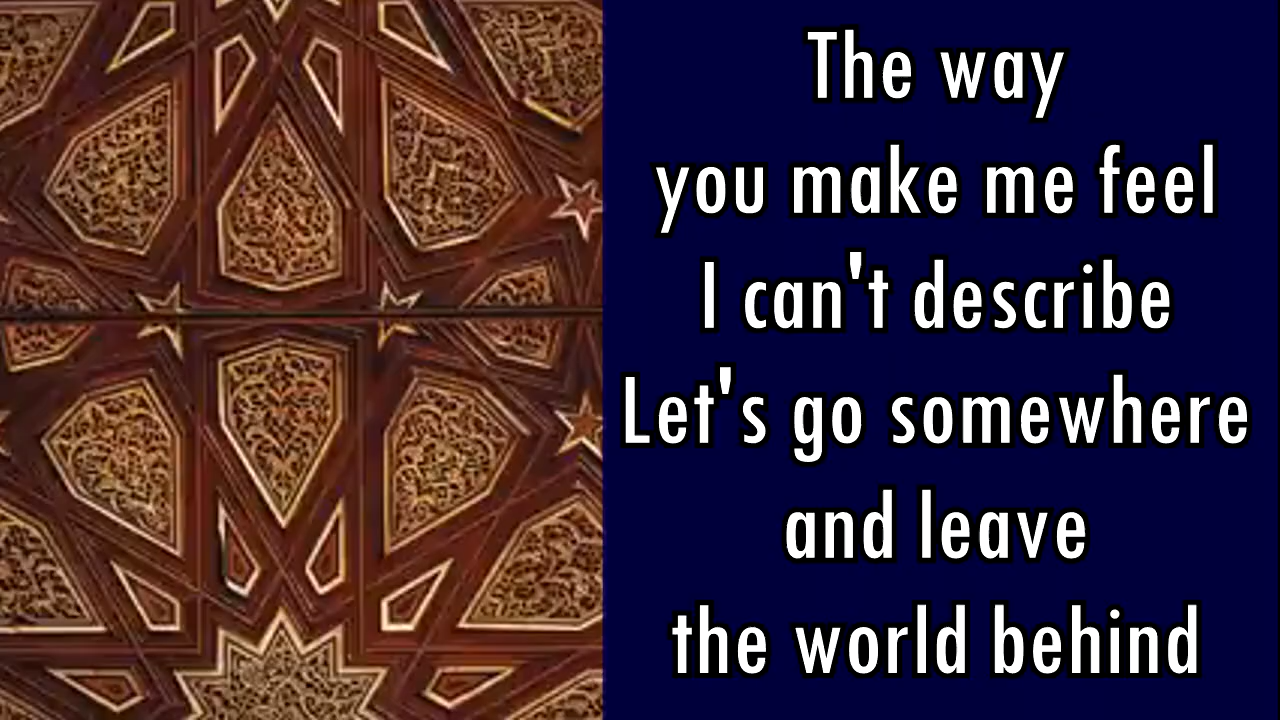 The way
you make me feel
I can't describe
Let's go somewhere
and leave
the world behind